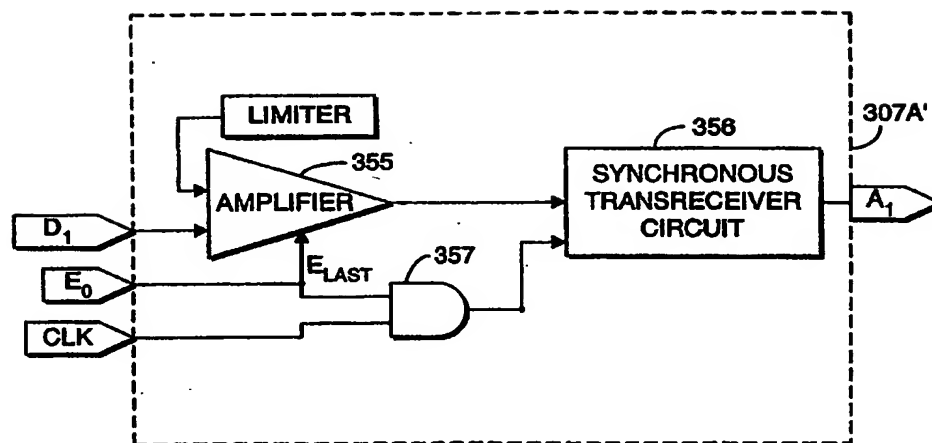 LIMITER
355
AMPLIFIER
356
307A'
SYNCHRONOUS
TRANSRECEIVER
CIRCUIT
A1
D1
E0
ELAST
357
CLK